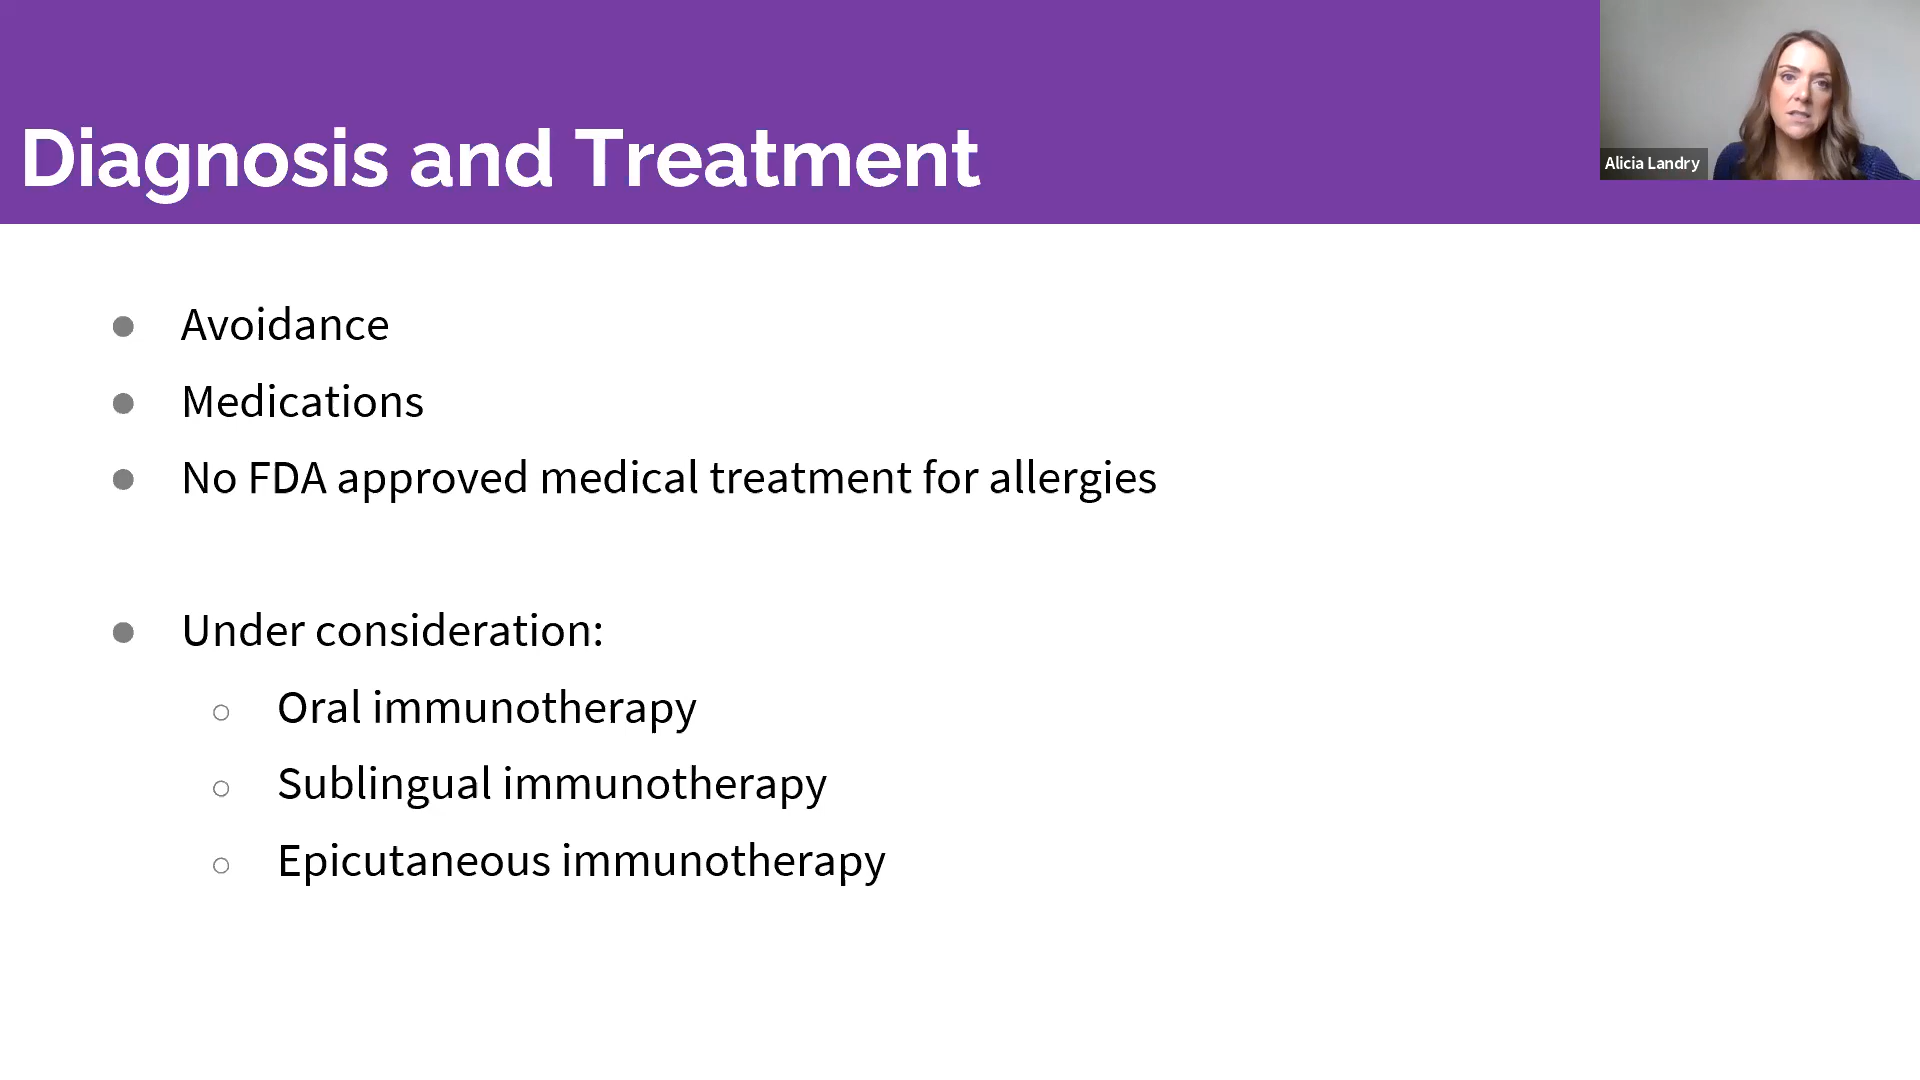 Diagnosis and Treatment
Alicia Landry
● Avoidance
● Medications
● No FDA approved medical treatment for allergies
● Under consideration:
○ Oral immunotherapy
○ Sublingual immunotherapy
○ Epicutaneous immunotherapy